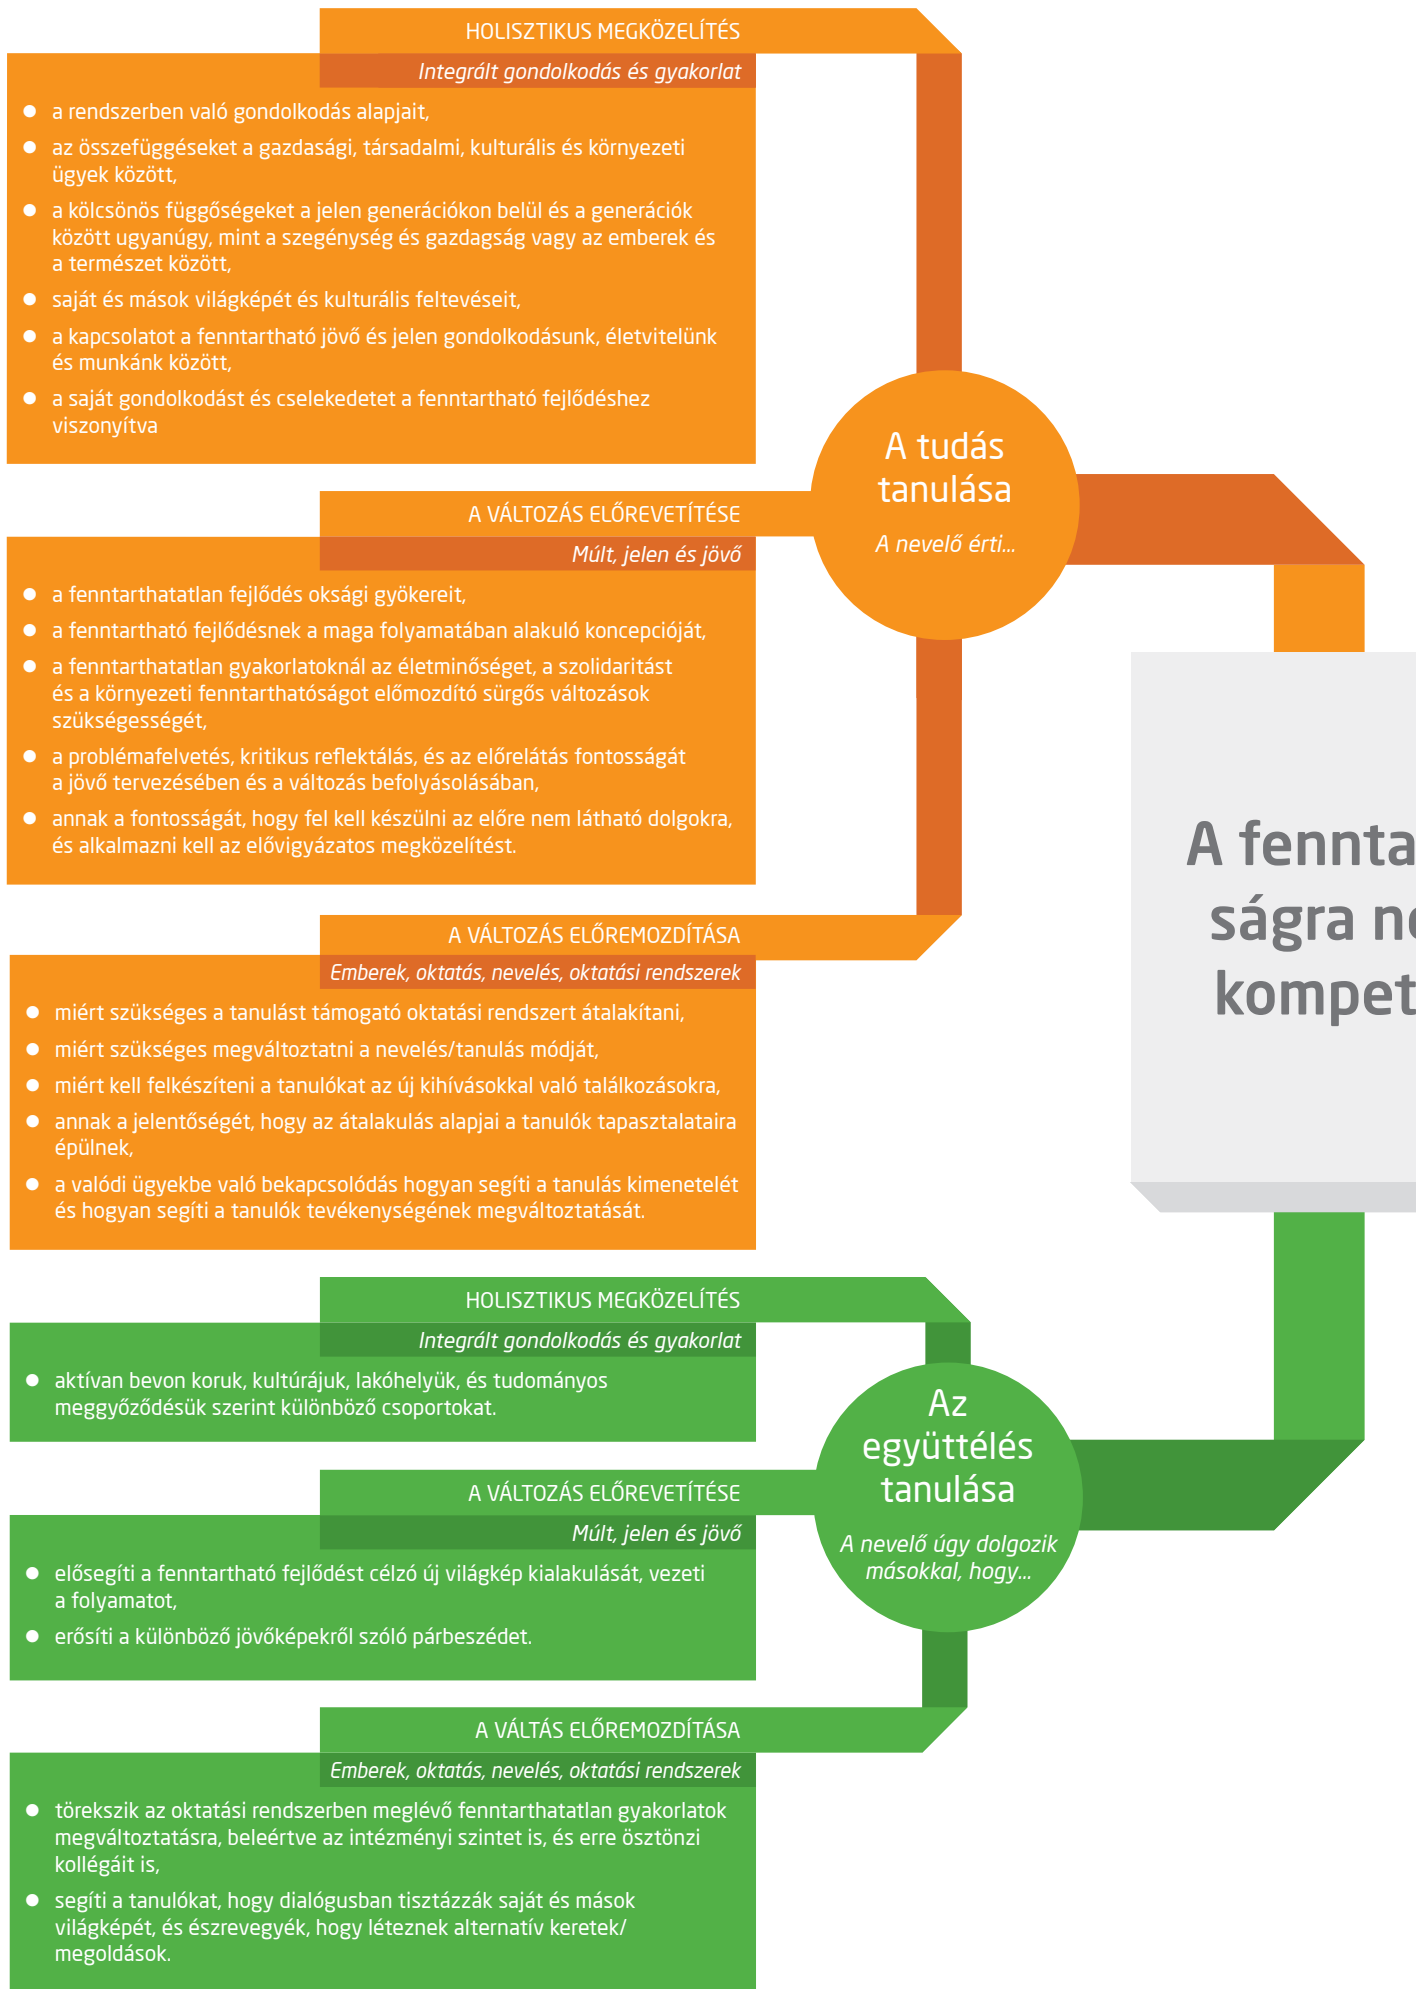 HOLISZTIKUS MEGKÖZELÍTÉS
Integrált gondolkodás és gyakorlat
a rendszerben való gondolkodás alapjait,
az összefüggéseket a gazdasági, társadalmi, kulturális és környezeti
ügyek között,
a kölcsönös függőségeket a jelen generációkon belül és a generációk
között ugyanúgy, mint a szegénység és gazdagság vagy az emberek és
a természet között,
saját és mások világképét és kulturális feltevéseit,
a kapcsolatot a fenntartható jövő és jelen gondolkodásunk, életvitelünk
és munkánk között,
a saját gondolkodást és cselekedetet a fenntartható fejlődéshez
viszonyítva
A tudás
tanulása
A nevelő érti...
A VÁLTOZÁS ELŐREVETÍTÉSE
Múlt, jelen és jövő
a fenntarthatatlan fejlődés oksági gyökereit,
a fenntartható fejlődésnek a maga folyamatában alakuló koncepcióját,
a fenntarthatatlan gyakorlatoknál az életminőséget, a szolidaritást
és a környezeti fenntarthatóságot előmozdító sürgős változások
szükségességét,
a problémafelvetés, kritikus reflektálás, és az előrelátás fontosságát
a jövő tervezésében és a változás befolyásolásában,
annak a fontosságát, hogy fel kell készülni az előre nem látható dolgokra,
és alkalmazni kell az elővigyázatos megközelítést.
A fennta
ságra ne
kompet
A VÁLTOZÁS ELŐREMOZDÍTÁSA
Emberek, oktatás, nevelés, oktatási rendszerek
miért szükséges a tanulást támogató oktatási rendszert átalakítani,
miért szükséges megváltoztatni a nevelés/tanulás módját,
miért kell felkészíteni a tanulókat az új kihívásokkal való találkozásokra,
annak a jelentőségét, hogy az átalakulás alapjai a tanulók tapasztalataira
épülnek,
a valódi ügyekbe való bekapcsolódás hogyan segíti a tanulás kimenetelét
és hogyan segíti a tanulók tevékenységének megváltoztatását.
HOLISZTIKUS MEGKÖZELÍTÉS
Integrált gondolkodás és gyakorlat
aktívan bevon koruk, kultúrájuk, lakóhelyük, és tudományos
meggyőződésük szerint különböző csoportokat.
Az
együttélés
tanulása
A nevelő úgy dolgozik
másokkal, hogy...
A VÁLTOZÁS ELŐREVETÍTÉSE
Múlt, jelen és jövő
elősegíti a fenntartható fejlődést célzó új világkép kialakulását, vezeti
a folyamatot,
erősíti a különböző jövőképekről szóló párbeszédet.
A VÁLTÁS ELŐREMOZDÍTÁSA
Emberek, oktatás, nevelés, oktatási rendszerek
törekszik az oktatási rendszerben meglévő fenntarthatatlan gyakorlatok
megváltoztatásra, beleértve az intézményi szintet is, és erre ösztönzi
kollégáit is,
segíti a tanulókat, hogy dialógusban tisztázzák saját és mások
világképét, és észrevegyék, hogy léteznek alternatív keretek/
megoldások.